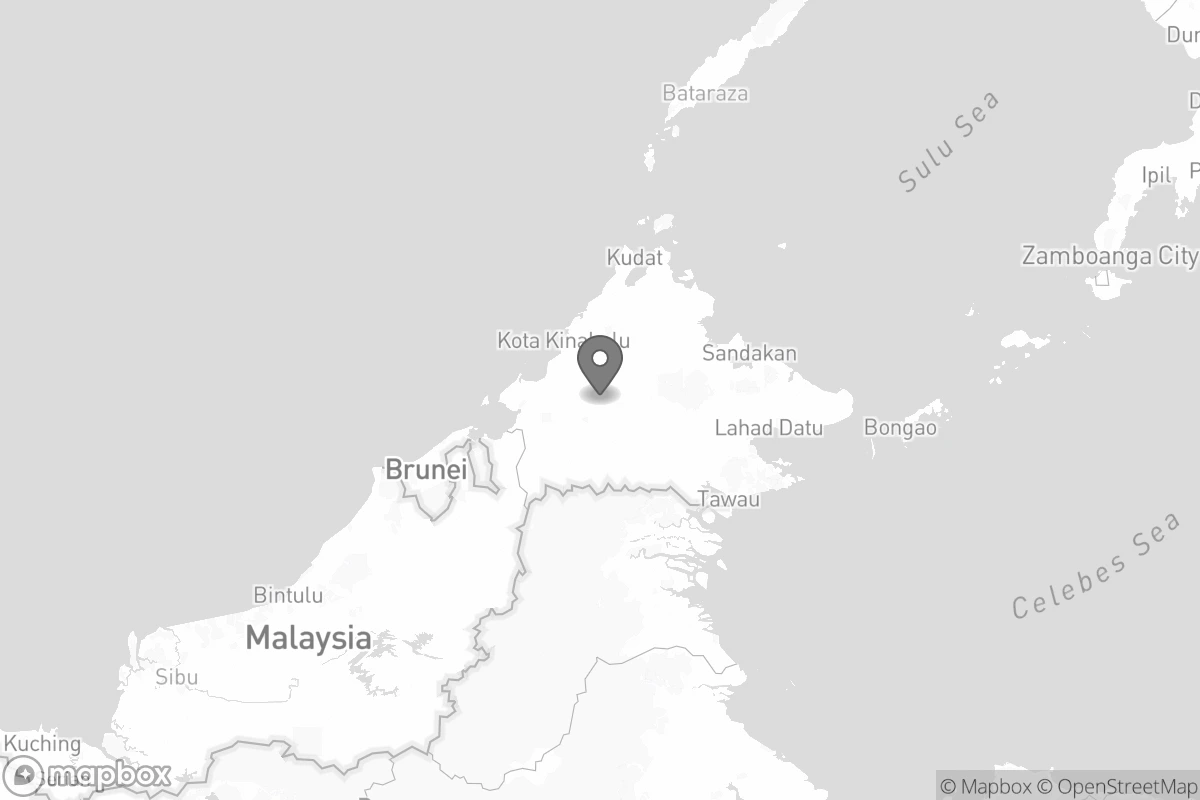 Dur
Bataraza
Sulu Sea
D
Ipil
P
Kudat
Zamboanga City
Kota Kinabalu
Sandakan
Lahad Datu
Bongao
Brunei
Tawau
Celebes Sea
Bintulu
Malaysia
Sibu
Kuching
mapbox
© Mapbox © OpenStreetMap